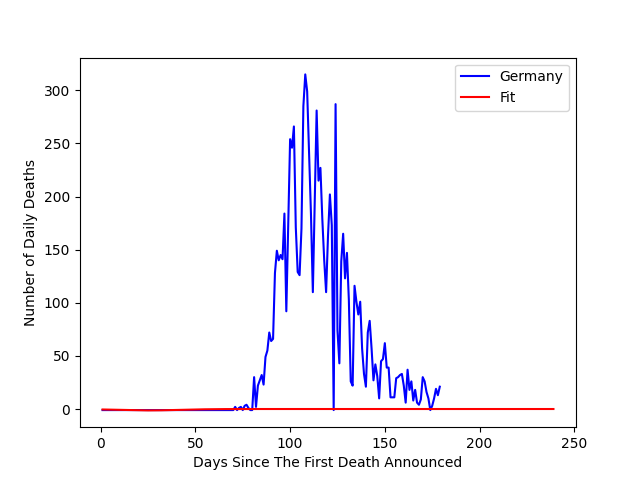 Germany
Fit
Number of Daily Deaths
300
250
200
150
100
50
0
0 50 100 150 200 250
Days Since The First Death Announced